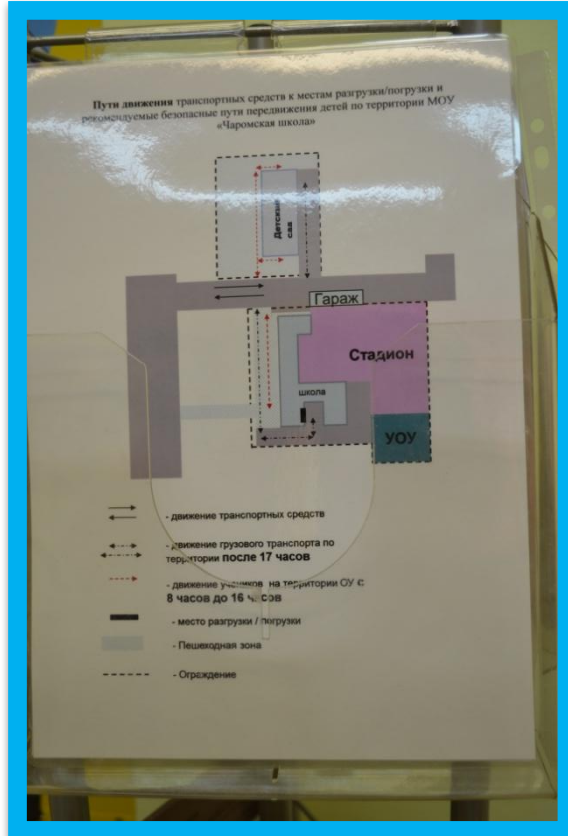 Пути движения транспортных средств к местам разгрузки/погрузки и
рекомендуемые безопасные пути передвижения детей по территории МОУ
«Чаромская школа»
Детский
сад
Гараж
Стадион
школа
УОУ
- движение транспортных средств
- движение грузового транспорта по
территории после 17 часов
- движение учеников на территории ОУ с
8 часов до 16 часов
- место разгрузки / погрузки
- Пешеходная зона
- Ограждение